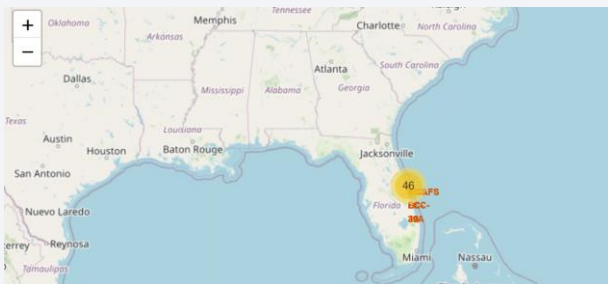 Memphis
Tennessee
Charlotte
North Carolina
Oklahoma
Arkansas
Atlanta
South Carolina
Dallas
Mississippi
Alabama
Georgia
Texas
Louisiana
Austin
Houston
Baton Rouge
Jacksonville
San Antonio
46
Florida
Nuevo Laredo
Reynosa
Miami
Nassau
Tamaulipas
+
−